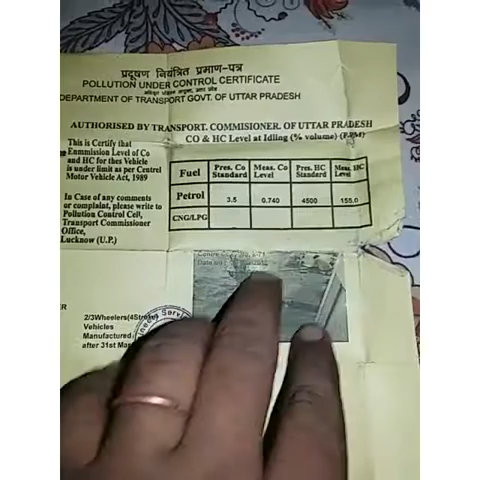 प्रदूषण नियंत्रित प्रमाण-पत्र
POLLUTION UNDER CONTROL CERTIFICATE
DEPARTMENT OF TRANSPORT GOVT. OF UTTAR PRADESH
AUTHORISED BY TRANSPORT. COMMISIONER. OF UTTAR PRADESH
CO & HC Level at Idling (% volume)
This is Certify that
Emmission Level of Co
and HC for thes Vehicle
is under limit as per Central
Motor Vehicle Act, 1989
In Case of any comments
or complaint, please write to
Pollution Control Cell,
Transport Commissioner
Office,
Lucknow (U.P.)
Fuel Pres. Co Standard Meas. Co Level Pres. HC Standard Meas. HC Level
Petrol 3.5 0.740 4500 155.0
CNG/LPG
2/3Wheelers(4Stroke)
Vehicles
Manufactured
after 31st Mar